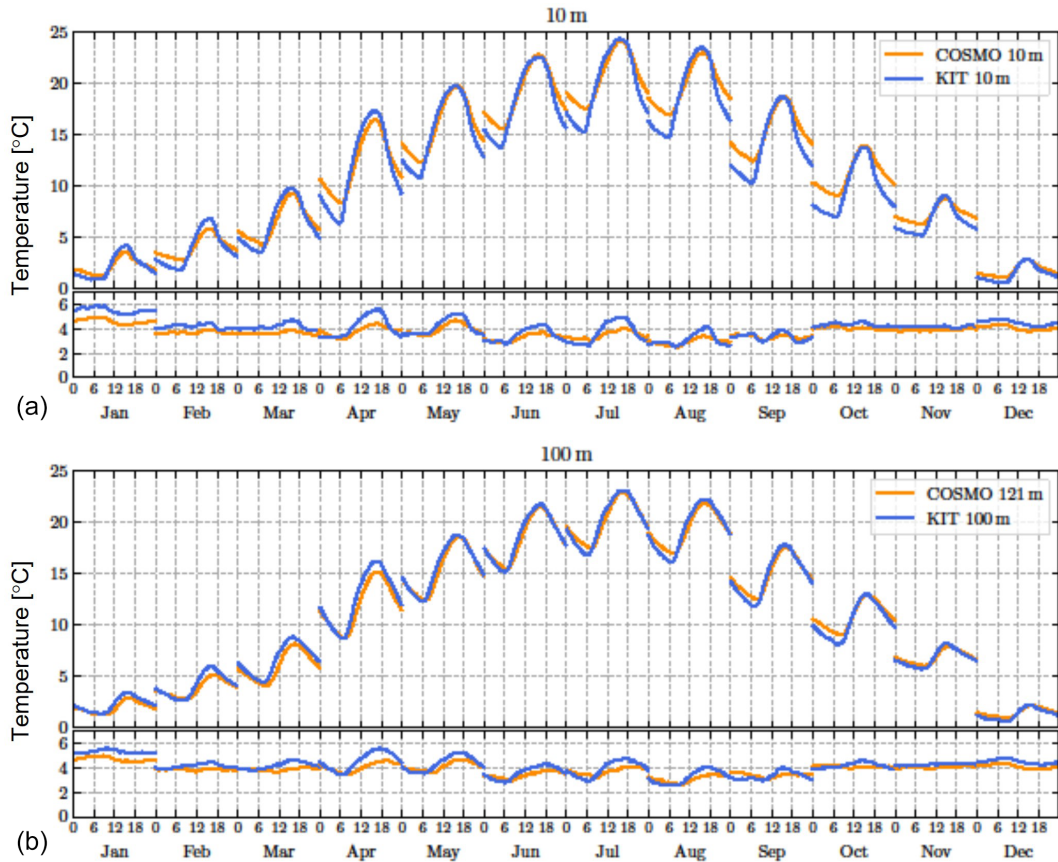 10 m
25
20
15
10
5
0
Temperature [°C]
COSMO 10 m
KIT 10 m
6
4
2
0
0 6 12 18 0 6 12 18 0 6 12 18 0 6 12 18 0 6 12 18 0 6 12 18 0 6 12 18 0 6 12 18 0 6 12 18 0 6 12 18 0 6 12 18 0 6 12 18
(a) Jan Feb Mar Apr May Jun Jul Aug Sep Oct Nov Dec
100 m
25
20
15
10
5
0
Temperature [°C]
COSMO 121 m
KIT 100 m
6
4
2
0
0 6 12 18 0 6 12 18 0 6 12 18 0 6 12 18 0 6 12 18 0 6 12 18 0 6 12 18 0 6 12 18 0 6 12 18 0 6 12 18 0 6 12 18 0 6 12 18
(b) Jan Feb Mar Apr May Jun Jul Aug Sep Oct Nov Dec